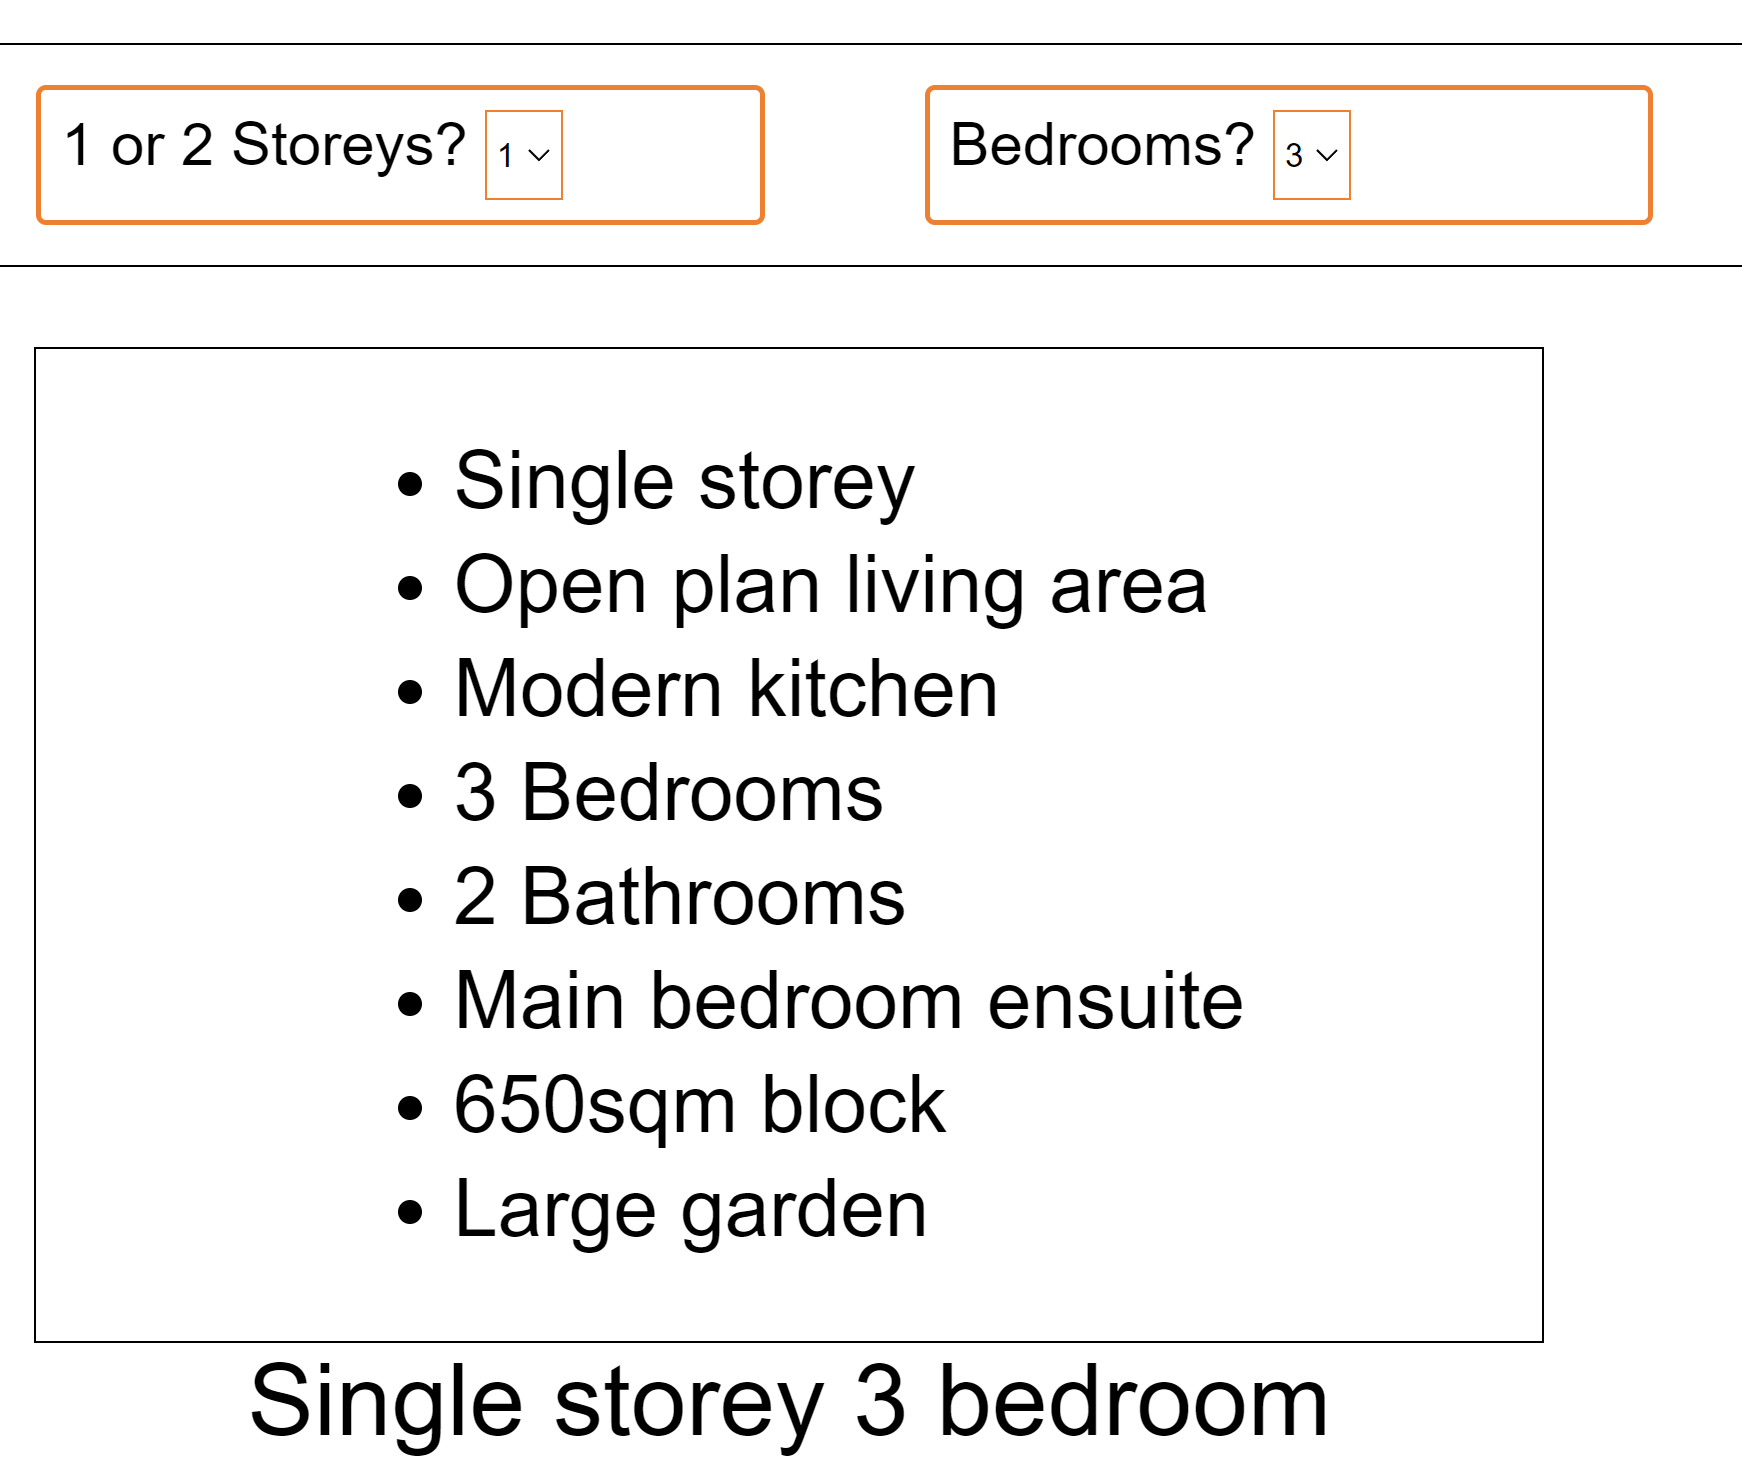 1 or 2 Storeys? 1
Bedrooms? 3
Single storey
Open plan living area
Modern kitchen
3 Bedrooms
2 Bathrooms
Main bedroom ensuite
650sqm block
Large garden
Single storey 3 bedroom